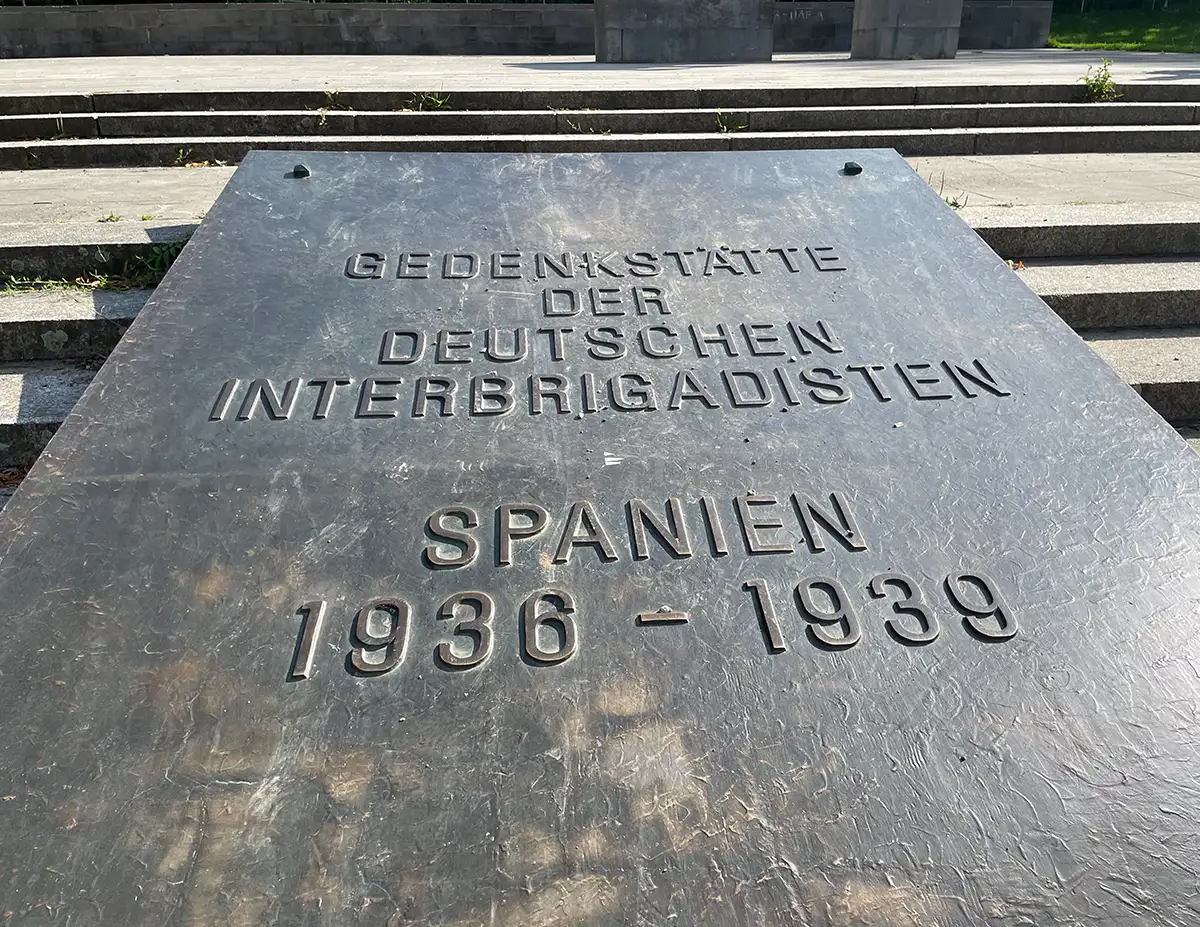 GEDENKSTÄTTE
DER
DEUTSCHEN
INTERBRIGADISTEN
SPANIEN
1936 - 1939